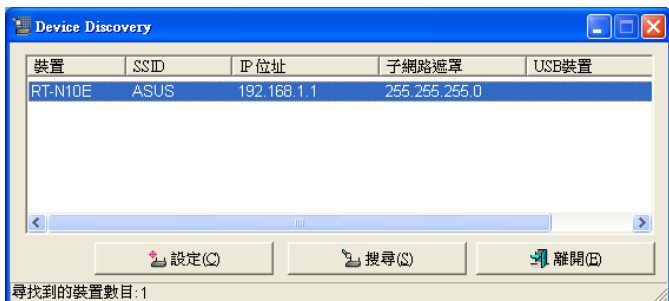 Device Discovery
裝置 SSID IP 位址 子網路遮罩 USB裝置
RT-N10E ASUS 192.168.1.1 255.255.255.0
設定(C) 搜尋(S) 離開(E)
尋找到的裝置數目:1